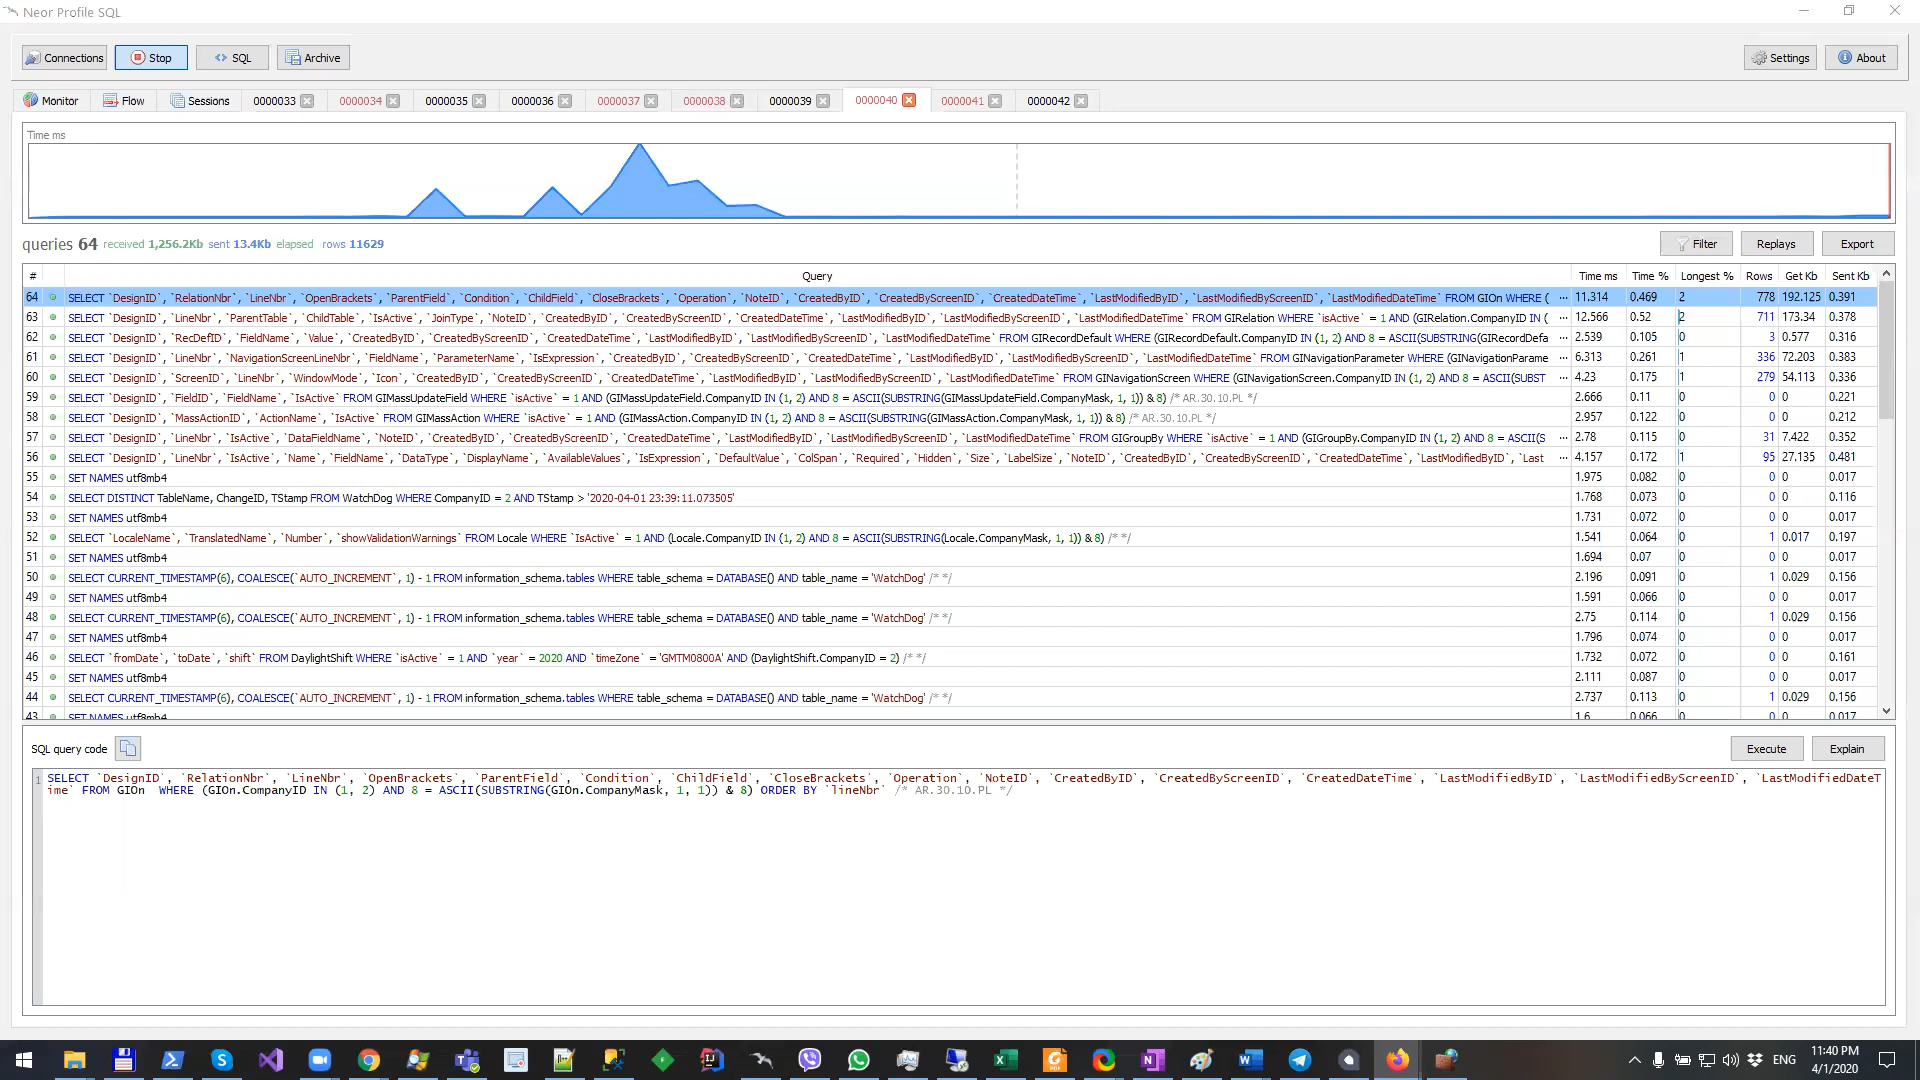 Neor Profile SQL
Connections Stop SQL Archive Settings About
Monitor Flow Sessions 0000033 0000034 0000035 0000036 0000037 0000038 0000039 0000040 0000041 0000042
Time ms
queries 64 received 1,256.2Kb sent 13.4Kb elapsed rows 11629 Filter Replays Export
# Query Time ms Time % Longest % Rows Get Kb Sent Kb
64 SELECT `DesignID`, `RelationNbr`, `LineNbr`, `OpenBrackets`, `ParentField`, `Condition`, `ChildField`, `CloseBrackets`, `Operation`, `NoteID`, `CreatedByID`, `CreatedByScreenID`, `CreatedDateTime`, `LastModifiedByID`, `LastModifiedByScreenID`, `LastModifiedDateTime` FROM GIOn WHERE ( ... 11.314 0.469 2 778 192.125 0.391
63 SELECT `DesignID`, `LineNbr`, `ParentTable`, `ChildTable`, `IsActive`, `JoinType`, `NoteID`, `CreatedByID`, `CreatedByScreenID`, `CreatedDateTime`, `LastModifiedByID`, `LastModifiedByScreenID`, `LastModifiedDateTime` FROM GIRelation WHERE `isActive` = 1 AND (GIRelation.CompanyID IN ( ... 12.566 0.52 2 711 173.34 0.378
62 SELECT `DesignID`, `RecDefID`, `FieldName`, `Value`, `CreatedByID`, `CreatedByScreenID`, `CreatedDateTime`, `LastModifiedByID`, `LastModifiedByScreenID`, `LastModifiedDateTime` FROM GIRecordDefault WHERE (GIRecordDefault.CompanyID IN (1, 2) AND 8 = ASCII(SUBSTRING(GIRecordDefa ... 2.539 0.105 0 3 0.577 0.316
61 SELECT `DesignID`, `LineNbr`, `NavigationScreenLineNbr`, `FieldName`, `ParameterName`, `IsExpression`, `CreatedByID`, `CreatedByScreenID`, `CreatedDateTime`, `LastModifiedByID`, `LastModifiedByScreenID`, `LastModifiedDateTime` FROM GINavigationParameter WHERE (GINavigationParame ... 6.313 0.261 1 336 72.203 0.383
60 SELECT `DesignID`, `ScreenID`, `LineNbr`, `WindowMode`, `Icon`, `CreatedByID`, `CreatedByScreenID`, `CreatedDateTime`, `LastModifiedByID`, `LastModifiedByScreenID`, `LastModifiedDateTime` FROM GINavigationScreen WHERE (GINavigationScreen.CompanyID IN (1, 2) AND 8 = ASCII(SUBST ... 4.23 0.175 1 279 54.113 0.336
59 SELECT `DesignID`, `FieldID`, `FieldName`, `IsActive` FROM GIMassUpdateField WHERE `isActive` = 1 AND (GIMassUpdateField.CompanyID IN (1, 2) AND 8 = ASCII(SUBSTRING(GIMassUpdateField.CompanyMask, 1, 1)) & 8) /* AR.30.10.PL */ 2.666 0.11 0 0 0 0.221
58 SELECT `DesignID`, `MassActionID`, `ActionName`, `IsActive` FROM GIMassAction WHERE `isActive` = 1 AND (GIMassAction.CompanyID IN (1, 2) AND 8 = ASCII(SUBSTRING(GIMassAction.CompanyMask, 1, 1)) & 8) /* AR.30.10.PL */ 2.957 0.122 0 0 0 0.212
57 SELECT `DesignID`, `LineNbr`, `IsActive`, `DataFieldName`, `NoteID`, `CreatedByID`, `CreatedByScreenID`, `CreatedDateTime`, `LastModifiedByID`, `LastModifiedByScreenID`, `LastModifiedDateTime` FROM GIGroupBy WHERE `isActive` = 1 AND (GIGroupBy.CompanyID IN (1, 2) AND 8 = ASCII(S ... 2.78 0.115 0 31 7.422 0.352
56 SELECT `DesignID`, `LineNbr`, `IsActive`, `Name`, `FieldName`, `DataType`, `DisplayName`, `AvailableValues`, `IsExpression`, `DefaultValue`, `ColSpan`, `Required`, `Hidden`, `Size`, `LabelSize`, `NoteID`, `CreatedByID`, `CreatedByScreenID`, `CreatedDateTime`, `LastModifiedByID`, `Last ... 4.157 0.172 1 95 27.135 0.481
55 SET NAMES utf8mb4 1.975 0.082 0 0 0 0.017
54 SELECT DISTINCT TableName, ChangeID, TStamp FROM WatchDog WHERE CompanyID = 2 AND TStamp > '2020-04-01 23:39:11.073505' 1.768 0.073 0 0 0 0.116
53 SET NAMES utf8mb4 1.731 0.072 0 0 0 0.017
52 SELECT `LocaleName`, `TranslatedName`, `Number`, `showValidationWarnings` FROM Locale WHERE `IsActive` = 1 AND (Locale.CompanyID IN (1, 2) AND 8 = ASCII(SUBSTRING(Locale.CompanyMask, 1, 1)) & 8) /* */ 1.541 0.064 0 1 0.017 0.197
51 SET NAMES utf8mb4 1.694 0.07 0 0 0 0.017
50 SELECT CURRENT_TIMESTAMP(6), COALESCE(`AUTO_INCREMENT`, 1) - 1 FROM information_schema.tables WHERE table_schema = DATABASE() AND table_name = 'WatchDog' /* */ 2.196 0.091 0 1 0.029 0.156
49 SET NAMES utf8mb4 1.591 0.066 0 0 0 0.017
48 SELECT CURRENT_TIMESTAMP(6), COALESCE(`AUTO_INCREMENT`, 1) - 1 FROM information_schema.tables WHERE table_schema = DATABASE() AND table_name = 'WatchDog' /* */ 2.75 0.114 0 1 0.029 0.156
47 SET NAMES utf8mb4 1.796 0.074 0 0 0 0.017
46 SELECT `fromDate`, `toDate`, `shift` FROM DaylightShift WHERE `isActive` = 1 AND `year` = 2020 AND `timeZone` = 'GMTM0800A' AND (DaylightShift.CompanyID = 2) /* */ 1.732 0.072 0 0 0 0.161
45 SET NAMES utf8mb4 2.111 0.087 0 0 0 0.017
44 SELECT CURRENT_TIMESTAMP(6), COALESCE(`AUTO_INCREMENT`, 1) - 1 FROM information_schema.tables WHERE table_schema = DATABASE() AND table_name = 'WatchDog' /* */ 2.737 0.113 0 1 0.029 0.156
43 SET NAMES utf8mb4 1.6 0.066 0 0 0 0.017
SQL query code Execute Explain
1 SELECT `DesignID`, `RelationNbr`, `LineNbr`, `OpenBrackets`, `ParentField`, `Condition`, `ChildField`, `CloseBrackets`, `Operation`, `NoteID`, `CreatedByID`, `CreatedByScreenID`, `CreatedDateTime`, `LastModifiedByID`, `LastModifiedByScreenID`, `LastModifiedDateT
ime` FROM GIOn  WHERE (GIOn.CompanyID IN (1, 2) AND 8 = ASCII(SUBSTRING(GIOn.CompanyMask, 1, 1)) & 8) ORDER BY `lineNbr` /* AR.30.10.PL */
ENG 11:40 PM
4/1/2020